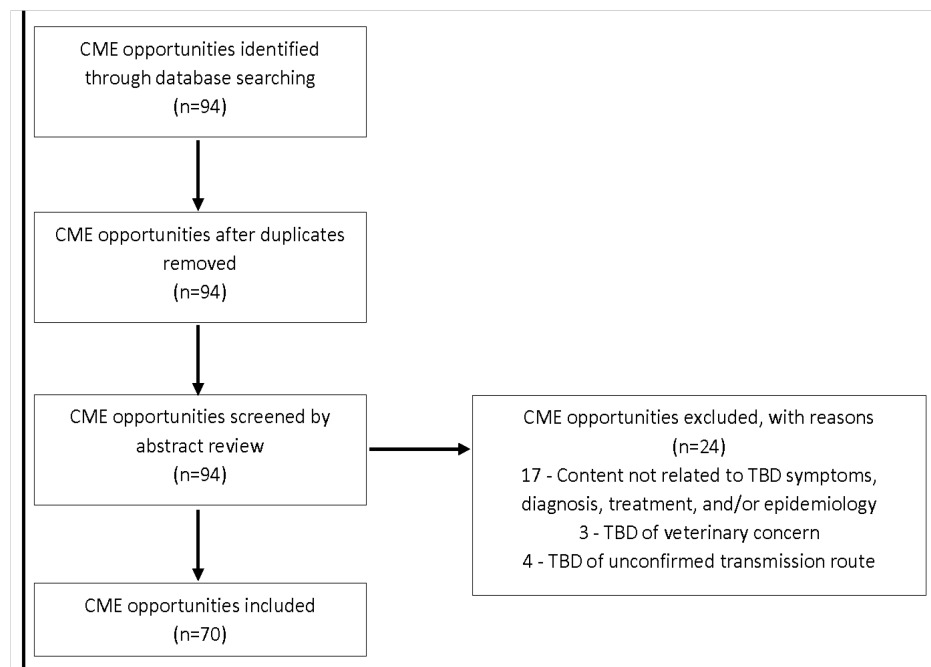 CME opportunities identified
through database searching
(n=94)
CME opportunities after duplicates
removed
(n=94)
CME opportunities screened by
abstract review
(n=94)
CME opportunities excluded, with reasons
(n=24)
17 - Content not related to TBD symptoms,
diagnosis, treatment, and/or epidemiology
3 - TBD of veterinary concern
4 - TBD of unconfirmed transmission route
CME opportunities included
(n=70)